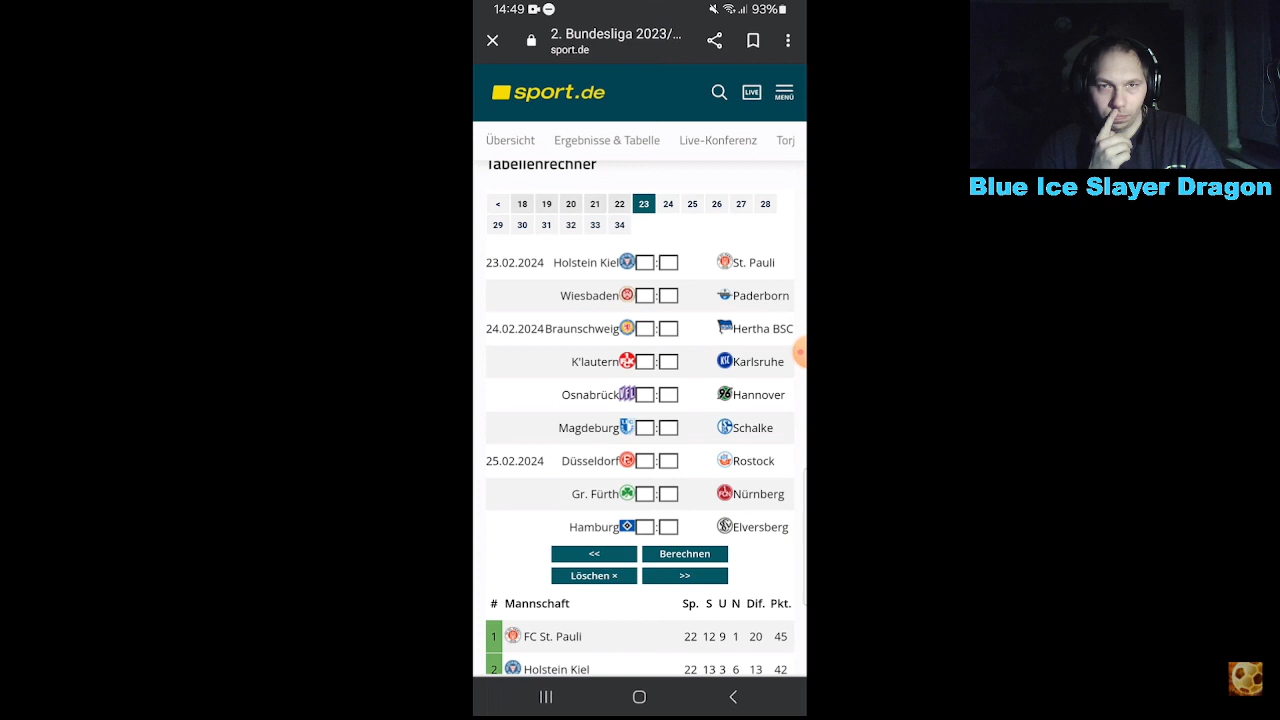 14:49 93%
2. Bundesliga 2023/...
sport.de
sport.de LIVE MENÜ
Übersicht Ergebnisse & Tabelle Live-Konferenz Torj
Tabellenrechner
< 18 19 20 21 22 23 24 25 26 27 28
29 30 31 32 33 34
23.02.2024 Holstein Kiel : St. Pauli
Wiesbaden : Paderborn
24.02.2024 Braunschweig : Hertha BSC
K'lautern : Karlsruhe
Osnabrück : Hannover
Magdeburg : Schalke
25.02.2024 Düsseldorf : Rostock
Gr. Fürth : Nürnberg
Hamburg : Elversberg
<< Berechnen
Löschen × >>
# Mannschaft Sp. S U N Dif. Pkt.
1 FC St. Pauli 22 12 9 1 20 45
2 Holstein Kiel 22 13 3 6 13 42
Blue Ice Slayer Dragon